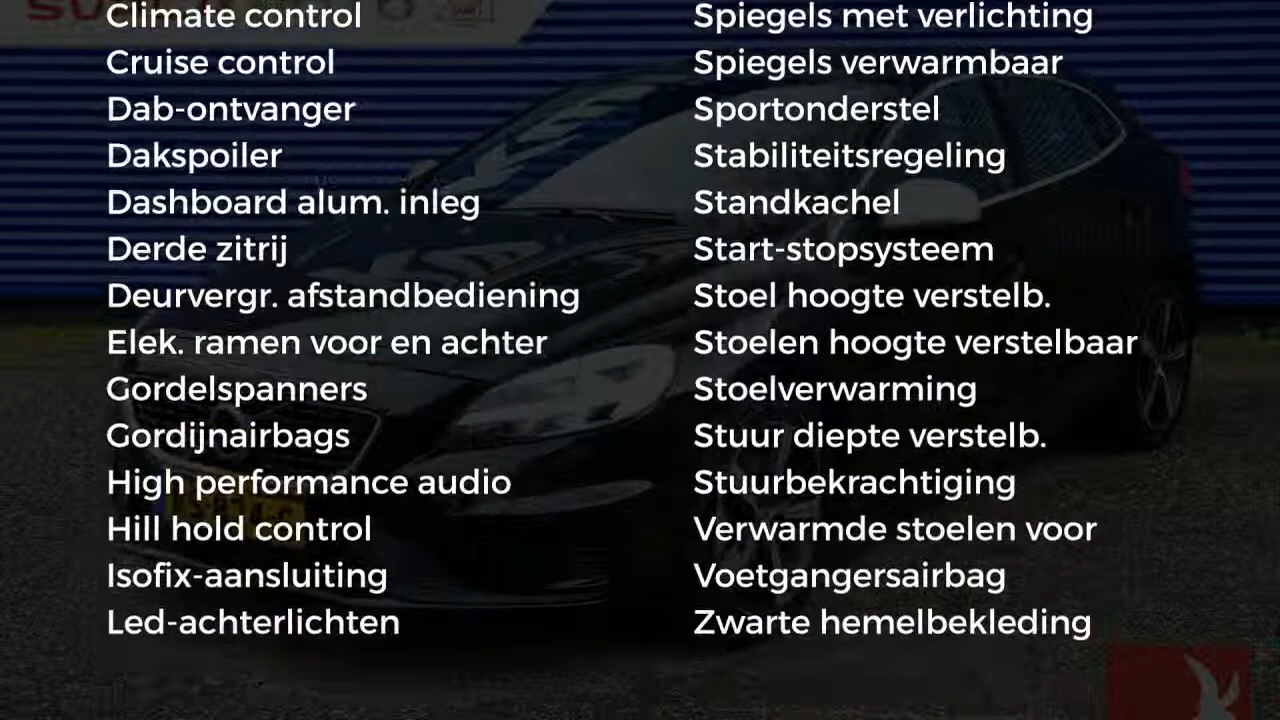 Climate control
Cruise control
Dab-ontvanger
Dakspoiler
Dashboard alum. inleg
Derde zitrij
Deurvergr. afstandbediening
Elek. ramen voor en achter
Gordelspanners
Gordijnairbags
High performance audio
Hill hold control
Isofix-aansluiting
Led-achterlichten
Spiegels met verlichting
Spiegels verwarmbaar
Sportonderstel
Stabiliteitsregeling
Standkachel
Start-stopsysteem
Stoel hoogte verstelb.
Stoelen hoogte verstelbaar
Stoelverwarming
Stuur diepte verstelb.
Stuurbekrachtiging
Verwarmde stoelen voor
Voetgangersairbag
Zwarte hemelbekleding